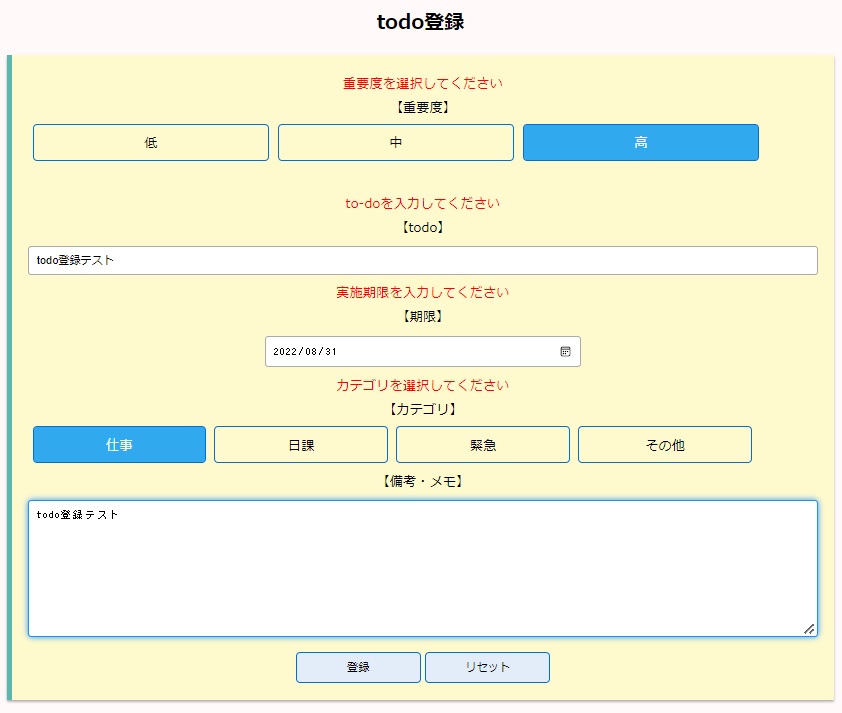 todo登録
重要度を選択してください
【重要度】
低 中 高
to-doを入力してください
【todo】
todo登録テスト
実施期限を入力してください
【期限】
2022/08/31
カテゴリを選択してください
【カテゴリ】
仕事 日課 緊急 その他
【備考・メモ】
todo登録テスト
登録 リセット